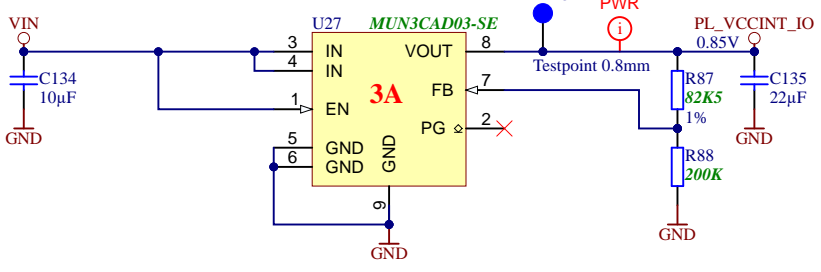 PWR
VIN
U27
MUN3CAD03-SE
i
PL_VCCINT_IO
3
IN
VOUT
8
0.85V
4
IN
Testpoint 0.8mm
C134
10µF
3A
FB
7
R87
82K5
1%
C135
22µF
1
EN
PG
2
GND
5
GND
6
GND
GND
R88
200K
GND
9
GND
GND